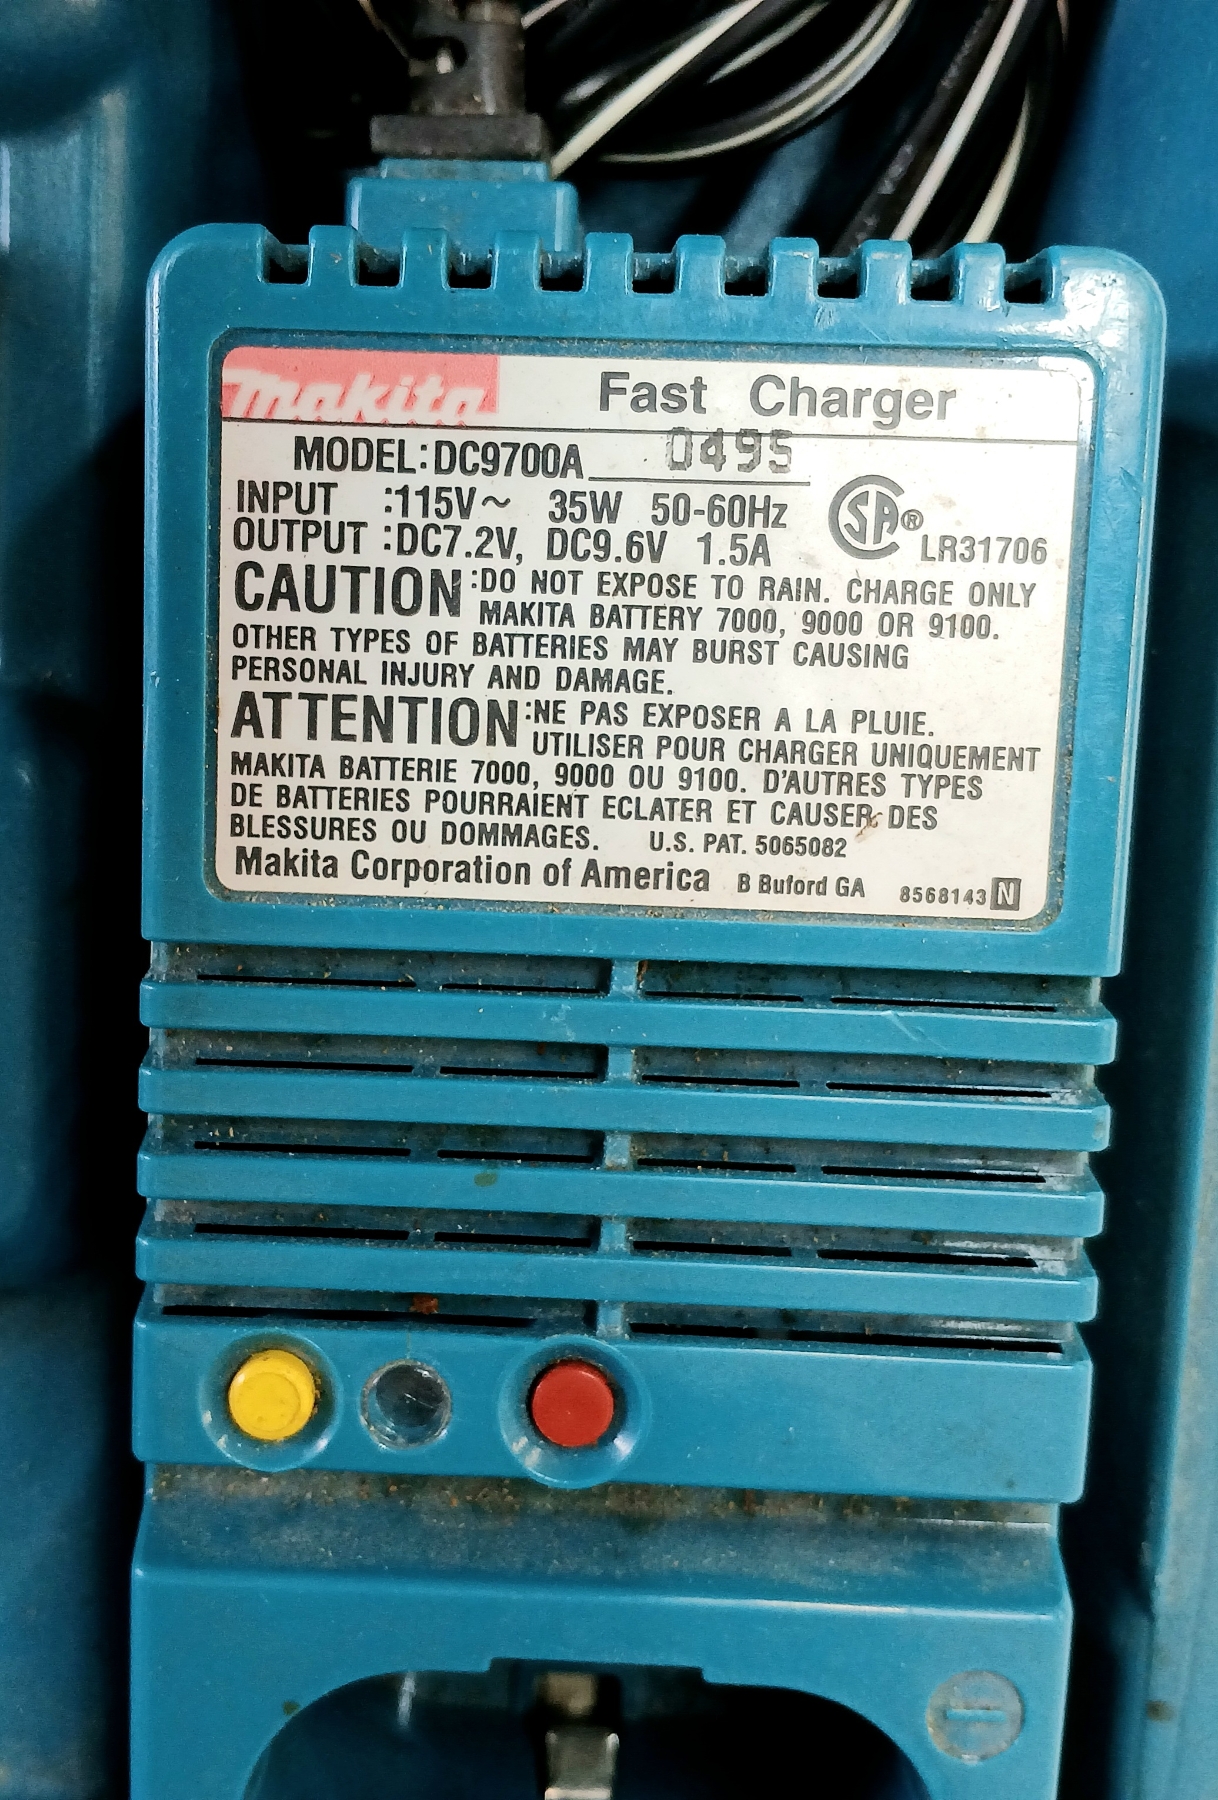 makita Fast Charger
MODEL:DC9700A 0495
INPUT :115V~ 35W 50-60Hz
OUTPUT :DC7.2V, DC9.6V 1.5A
SA® LR31706
CAUTION :DO NOT EXPOSE TO RAIN. CHARGE ONLY
MAKITA BATTERY 7000, 9000 OR 9100.
OTHER TYPES OF BATTERIES MAY BURST CAUSING
PERSONAL INJURY AND DAMAGE.
ATTENTION :NE PAS EXPOSER A LA PLUIE.
UTILISER POUR CHARGER UNIQUEMENT
MAKITA BATTERIE 7000, 9000 OU 9100. D'AUTRES TYPES
DE BATTERIES POURRAIENT ECLATER ET CAUSER DES
BLESSURES OU DOMMAGES. U.S. PAT. 5065082
Makita Corporation of America B Buford GA 8568143 N